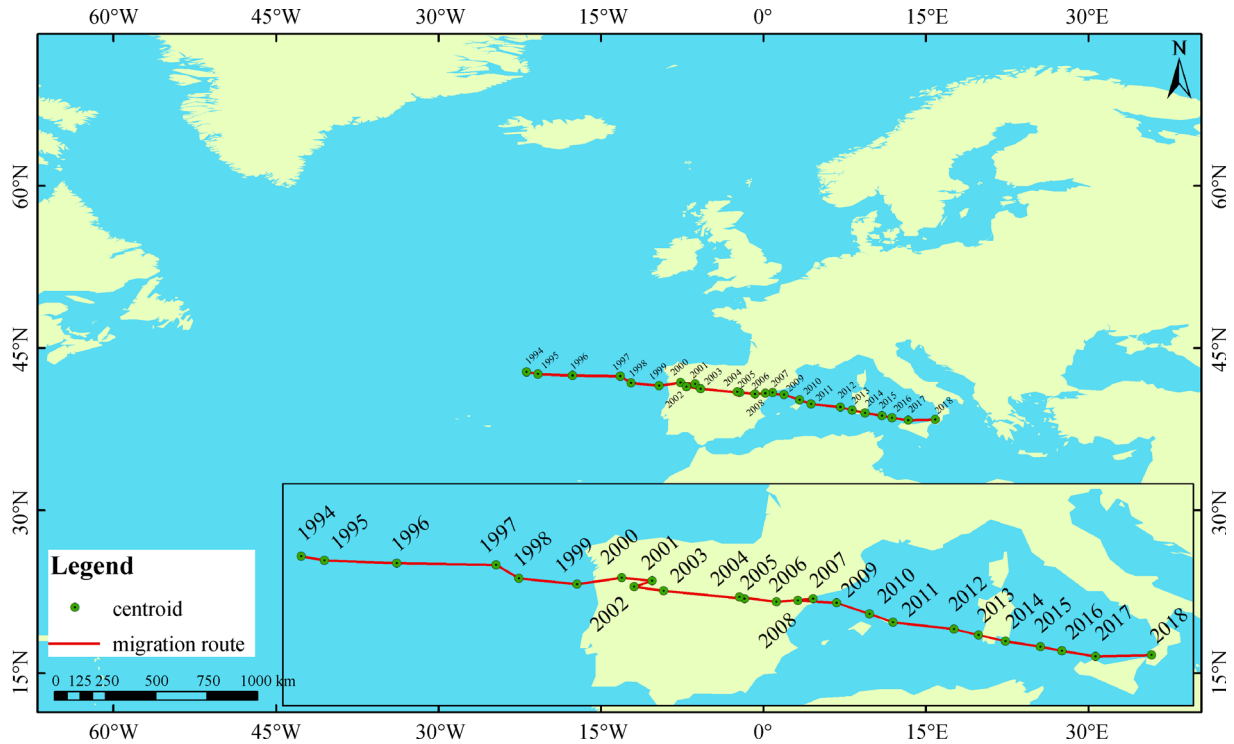 60°W 45°W 30°W 15°W 0° 15°E 30°E
N
60°N 60°N
45°N 45°N
1994 1995 1996 1997 1998 1999 2000 2001 2002 2003 2004 2005 2006 2007 2008 2009 2010 2011 2012 2013 2014 2015 2016 2017 2018
30°N 30°N
1994 1995 1996 1997 1998 1999 2000 2001 2002 2003 2004 2005 2006 2007 2008 2009 2010 2011 2012 2013 2014 2015 2016 2017 2018
Legend
centroid
migration route
15°N 15°N
0 125 250 500 750 1000 km
60°W 45°W 30°W 15°W 0° 15°E 30°E